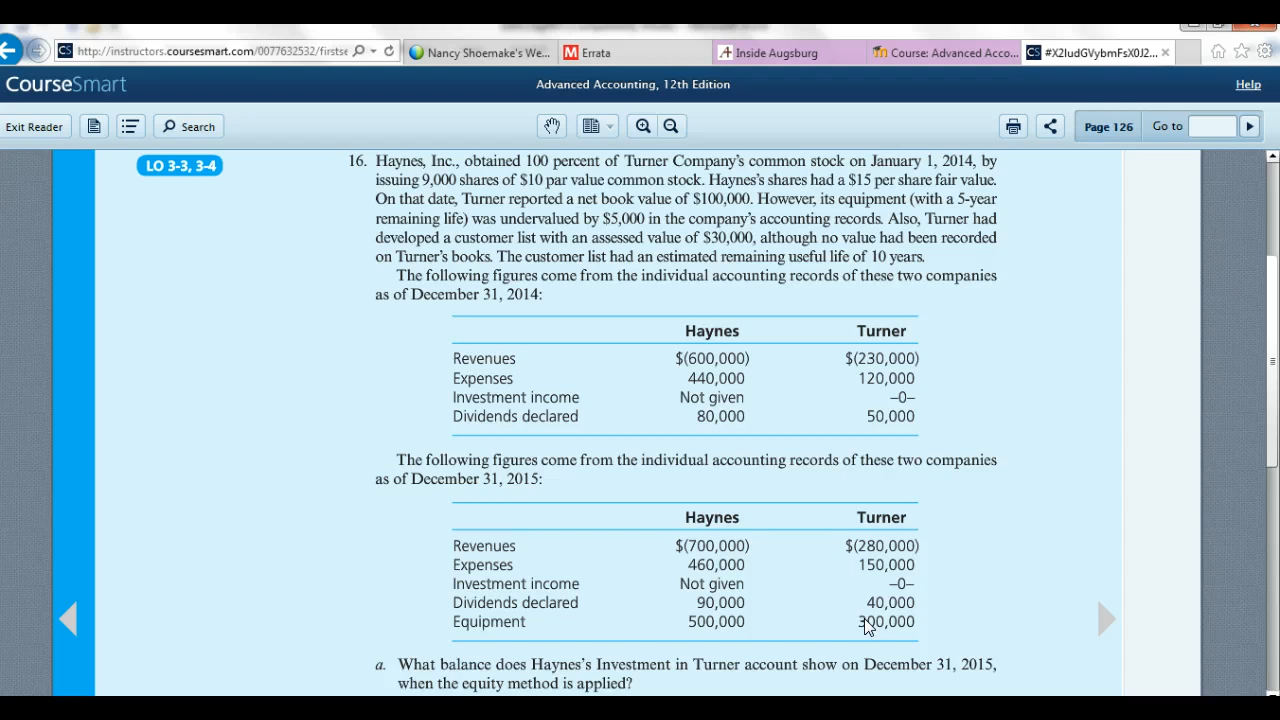 http://instructors.coursesmart.com/0077632532/firstse
Nancy Shoemake's We...
Errata
Inside Augsburg
Course: Advanced Acco...
#X2ludGVybmFsX0J2...
CourseSmart
Advanced Accounting, 12th Edition
Help
Exit Reader
Search
Page 126
Go to
LO 3-3, 3-4
16. Haynes, Inc., obtained 100 percent of Turner Company's common stock on January 1, 2014, by
issuing 9,000 shares of $10 par value common stock. Haynes's shares had a $15 per share fair value.
On that date, Turner reported a net book value of $100,000. However, its equipment (with a 5-year
remaining life) was undervalued by $5,000 in the company's accounting records. Also, Turner had
developed a customer list with an assessed value of $30,000, although no value had been recorded
on Turner's books. The customer list had an estimated remaining useful life of 10 years.
The following figures come from the individual accounting records of these two companies
as of December 31, 2014:
Haynes Turner
Revenues $(600,000) $(230,000)
Expenses 440,000 120,000
Investment income Not given –0–
Dividends declared 80,000 50,000
The following figures come from the individual accounting records of these two companies
as of December 31, 2015:
Haynes Turner
Revenues $(700,000) $(280,000)
Expenses 460,000 150,000
Investment income Not given –0–
Dividends declared 90,000 40,000
Equipment 500,000 300,000
a. What balance does Haynes's Investment in Turner account show on December 31, 2015,
when the equity method is applied?